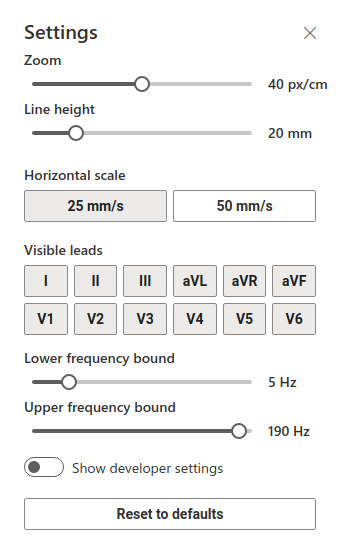 Settings
Zoom
40 px/cm
Line height
20 mm
Horizontal scale
25 mm/s 50 mm/s
Visible leads
I II III aVL aVR aVF
V1 V2 V3 V4 V5 V6
Lower frequency bound
5 Hz
Upper frequency bound
190 Hz
Show developer settings
Reset to defaults